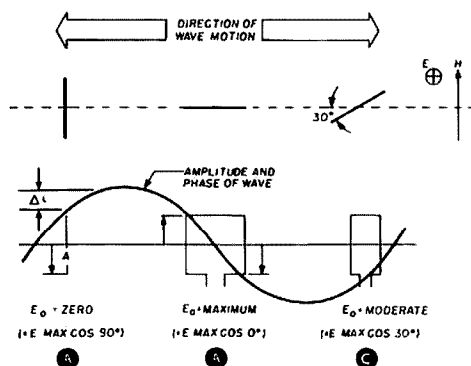 DIRECTION OF
WAVE MOTION
E
H
30°
AMPLITUDE AND
PHASE OF WAVE
A
E₀ = ZERO
(=E MAX COS 90°)
A
E₀=MAXIMUM
(=E MAX COS 0°)
A
E₀=MODERATE
(=E MAX COS 30°)
C